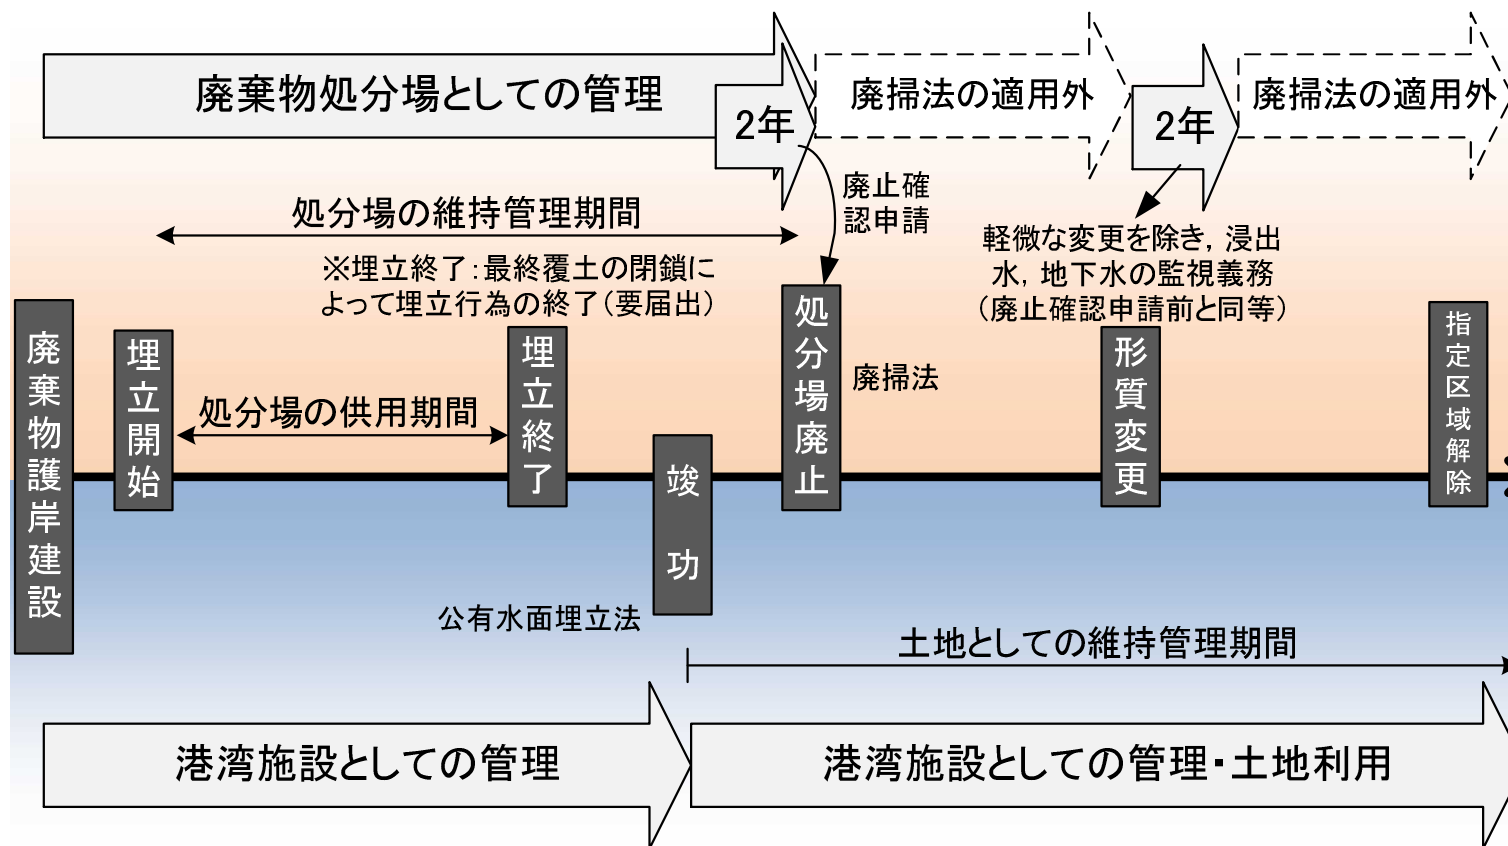 廃棄物処分場としての管理
2年
廃掃法の適用外
2年
廃掃法の適用外
処分場の維持管理期間
廃止確
認申請
※埋立終了：最終覆土の閉鎖に
よって埋立行為の終了（要届出）
軽微な変更を除き，浸出
水，地下水の監視義務
（廃止確認申請前と同等）
廃棄物護岸建設
埋立開始
処分場の供用期間
埋立終了
竣功
処分場廃止
廃掃法
形質変更
指定区域解除
公有水面埋立法
土地としての維持管理期間
港湾施設としての管理
港湾施設としての管理・土地利用